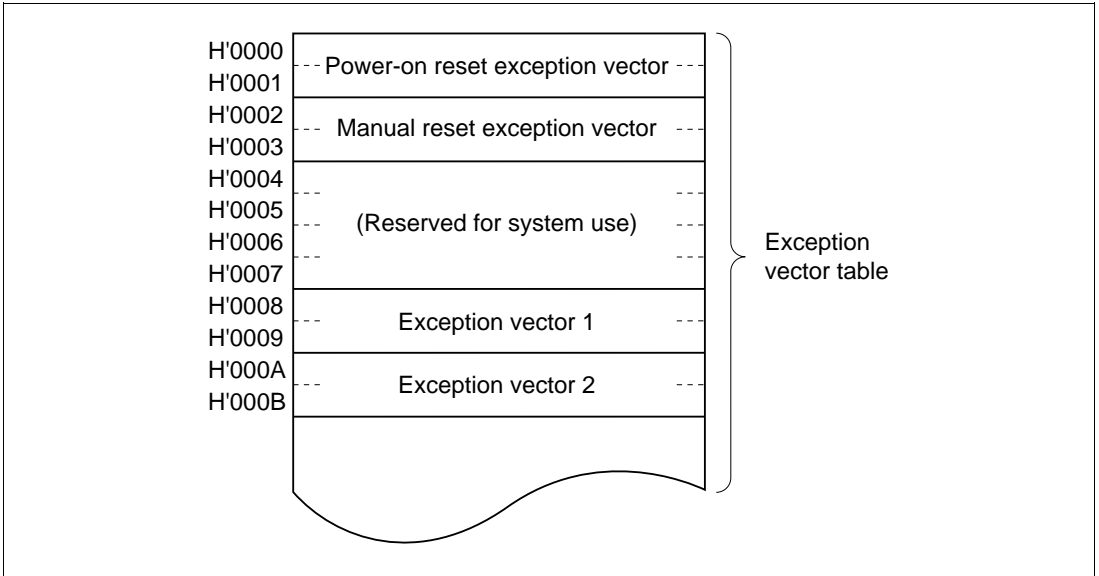 H'0000
Power-on reset exception vector
H'0001
H'0002
Manual reset exception vector
H'0003
H'0004
H'0005
(Reserved for system use)
H'0006
H'0007
Exception
vector table
H'0008
Exception vector 1
H'0009
H'000A
Exception vector 2
H'000B